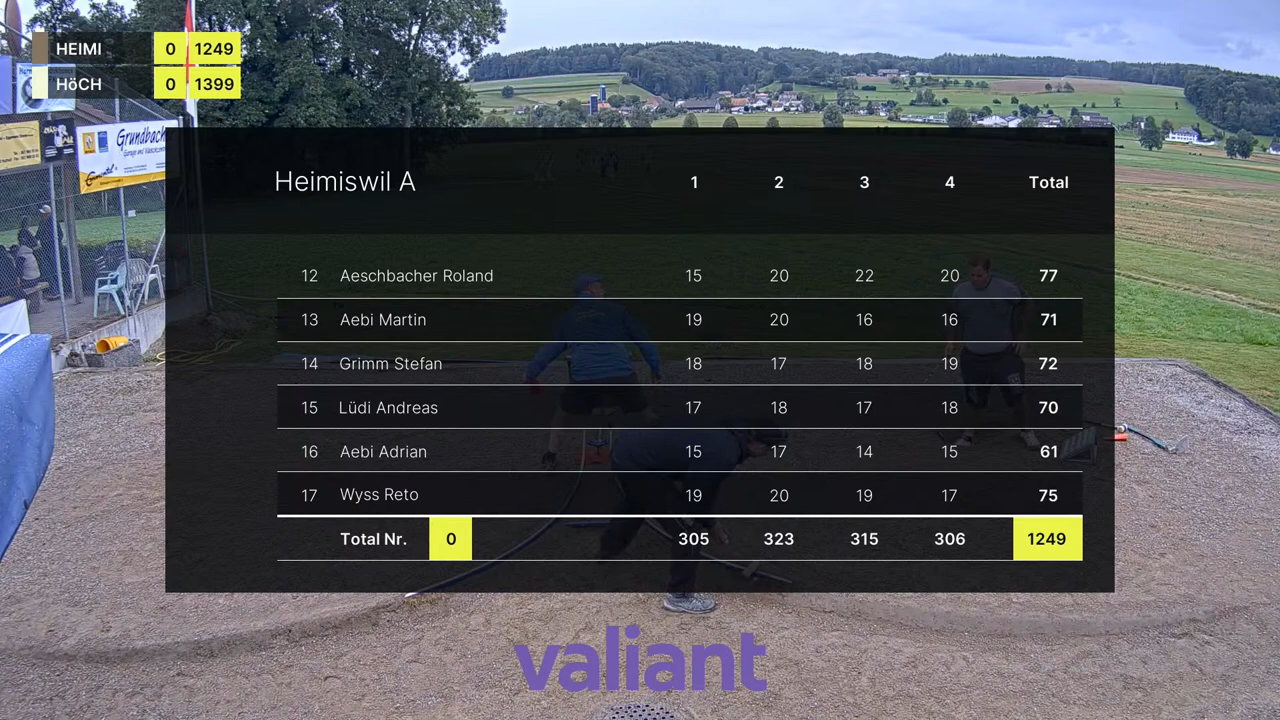 HEIMI 0 1249
HöCH 0 1399
Grundbach
Heimiswil A 1 2 3 4 Total
12 Aeschbacher Roland 15 20 22 20 77
13 Aebi Martin 19 20 16 16 71
14 Grimm Stefan 18 17 18 19 72
15 Lüdi Andreas 17 18 17 18 70
16 Aebi Adrian 15 17 14 15 61
17 Wyss Reto 19 20 19 17 75
Total Nr. 0 305 323 315 306 1249
valiant